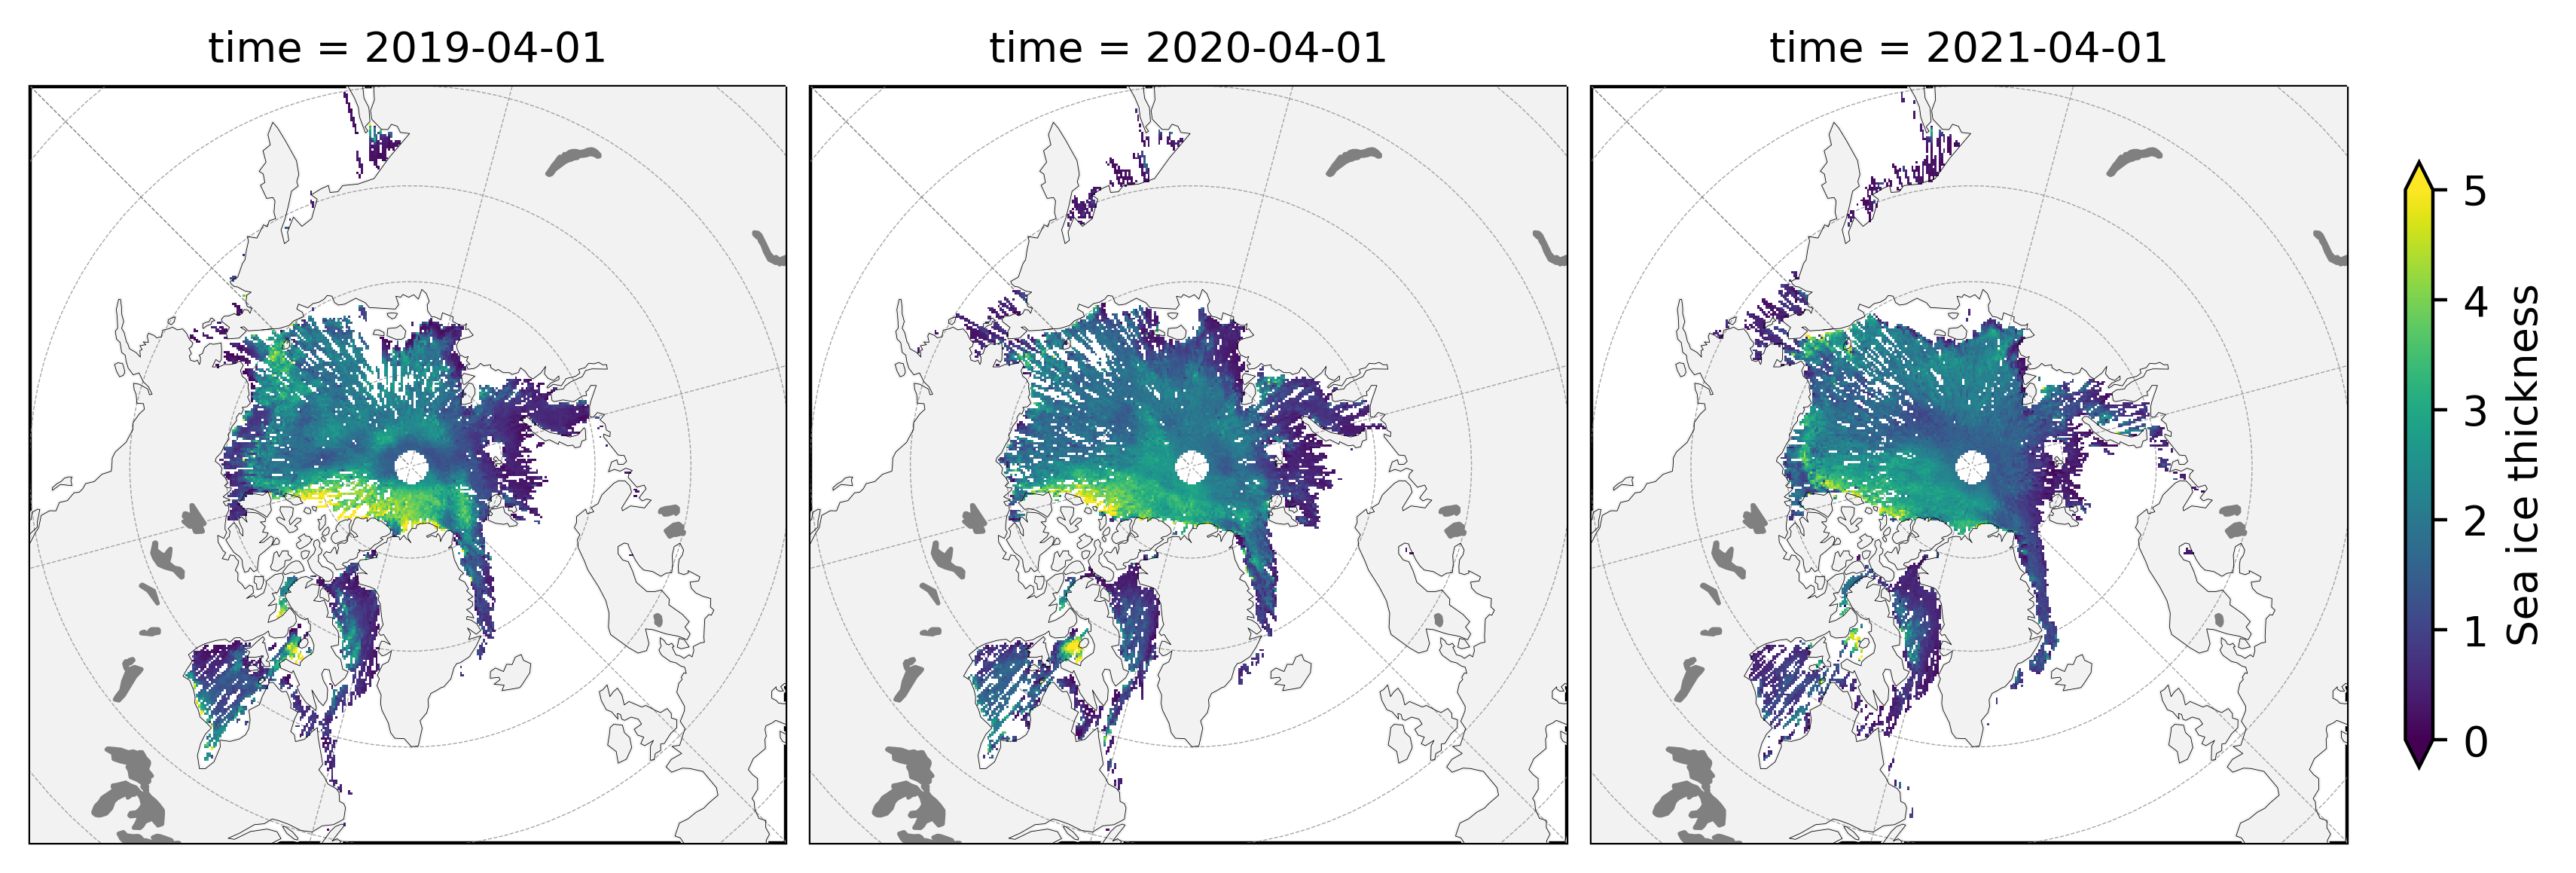 time = 2019-04-01
time = 2020-04-01
time = 2021-04-01
5
4
3
2
1
0
Sea ice thickness